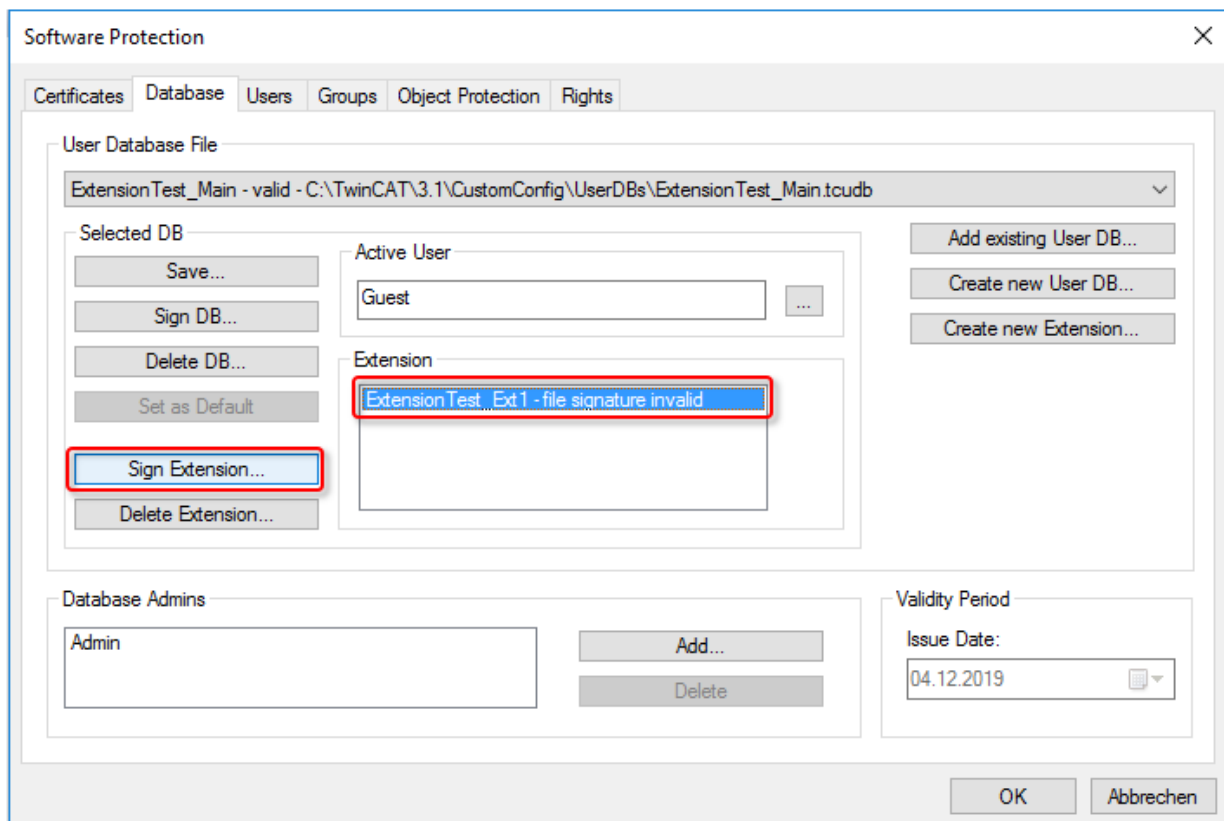 Software Protection
Certificates Database Users Groups Object Protection Rights
User Database File
ExtensionTest_Main - valid - C:\TwinCAT\3.1\CustomConfig\UserDBs\ExtensionTest_Main.tcudb
Selected DB
Save...
Sign DB...
Delete DB...
Set as Default
Sign Extension...
Delete Extension...
Active User
Guest
...
Extension
ExtensionTest_Ext1 - file signature invalid
Add existing User DB...
Create new User DB...
Create new Extension...
Database Admins
Admin
Add...
Delete
Validity Period
Issue Date:
04.12.2019
OK
Abbrechen